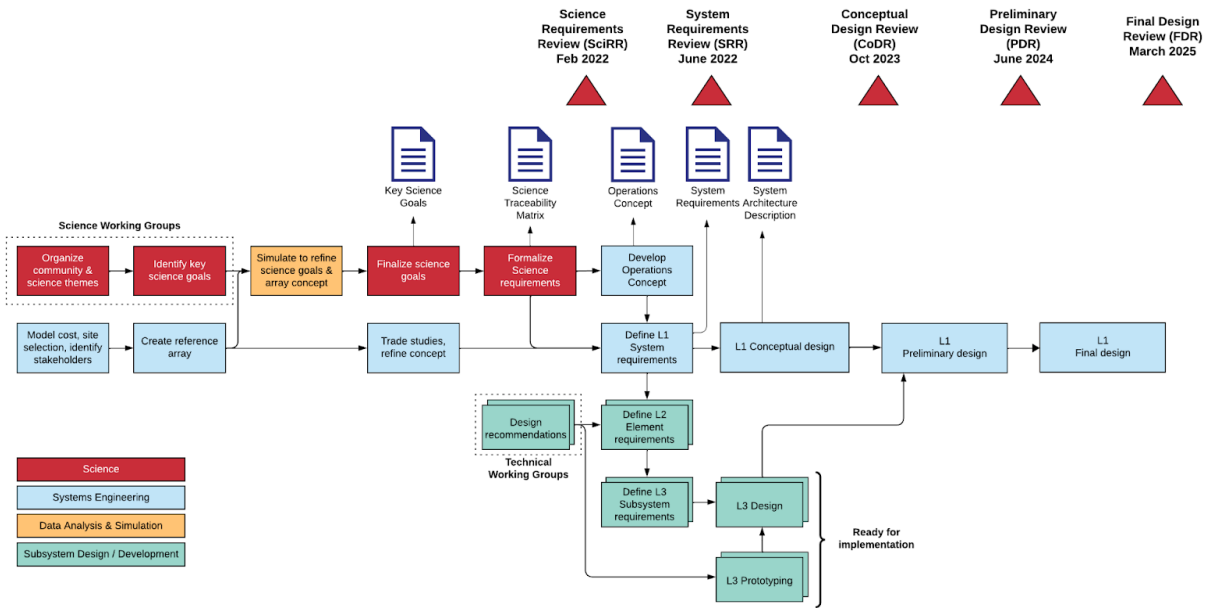 Science
Requirements
Review (SciRR)
Feb 2022
System
Requirements
Review (SRR)
June 2022
Conceptual
Design Review
(CoDR)
Oct 2023
Preliminary
Design Review
(PDR)
June 2024
Final Design
Review (FDR)
March 2025
Key Science
Goals
Science
Traceability
Matrix
Operations
Concept
System
Requirements
System
Architecture
Description
Science Working Groups
Organize
community &
science themes
Identify key
science goals
Simulate to refine
science goals &
array concept
Finalize science
goals
Formalize
Science
requirements
Develop
Operations
Concept
Model cost, site
selection, identify
stakeholders
Create reference
array
Trade studies,
refine concept
Define L1
System
requirements
L1 Conceptual design
L1
Preliminary design
L1
Final design
Design
recommendations
Technical
Working Groups
Define L2
Element
requirements
Define L3
Subsystem
requirements
L3 Design
L3 Prototyping
Ready for
implementation
Science
Systems Engineering
Data Analysis & Simulation
Subsystem Design / Development